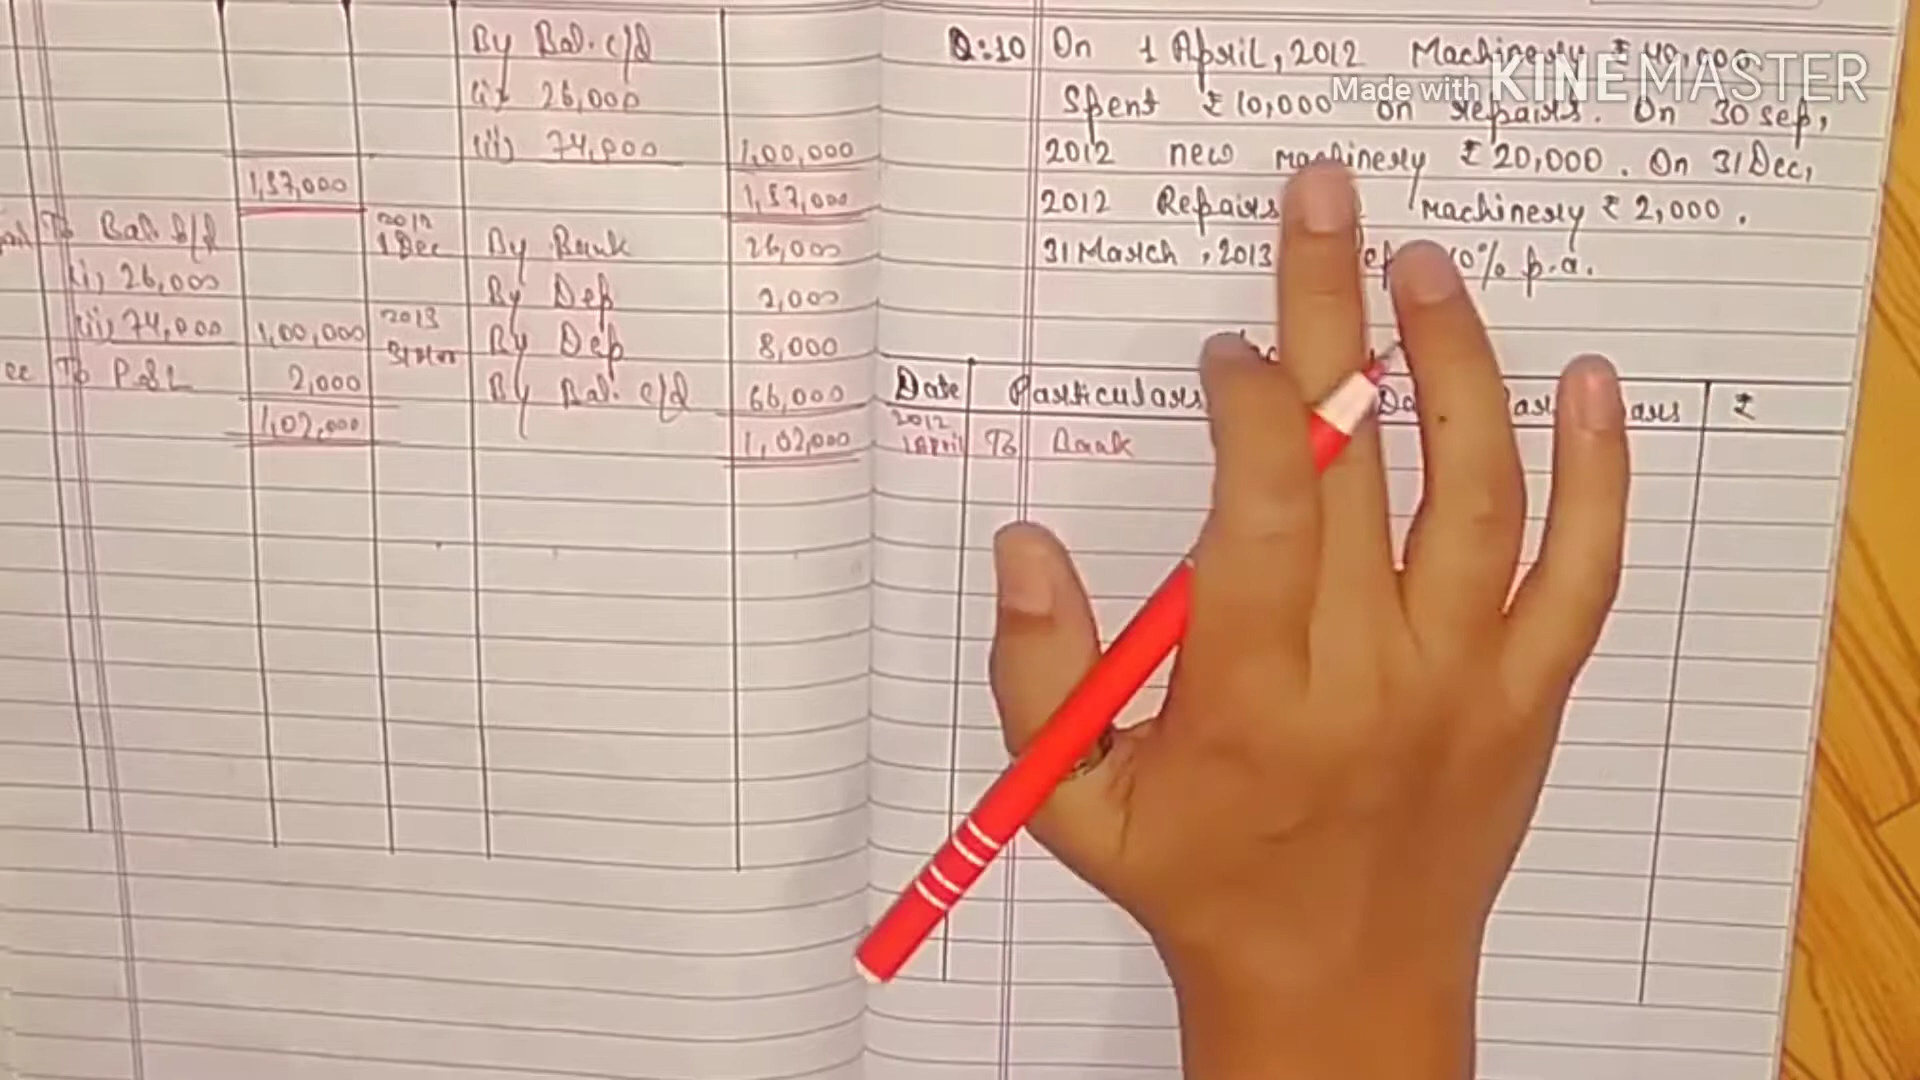 By Bal. c/d
(i) 26,000
(ii) 74,000 1,00,000
1,57,000 1,57,000
To Bal. b/d 2012 1 Dec By Bank 26,000
(i) 26,000 By Dep 2,000
(ii) 74,000 1,00,000 2013 31 Mar By Dep 8,000
To P&L 2,000 By Bal. c/d 66,000
1,02,000 1,02,000
Q:10 On 1 April, 2012 Machinery ₹ 40,000
Made with KINEMASTER
Spent ₹ 10,000 on repairs. On 30 sep,
2012 new machinery ₹ 20,000. On 31 Dec,
2012 Repairs machinery ₹ 2,000.
31 March, 2013 10% p.a.
Date Particulars ₹
2012
1 April To Bank